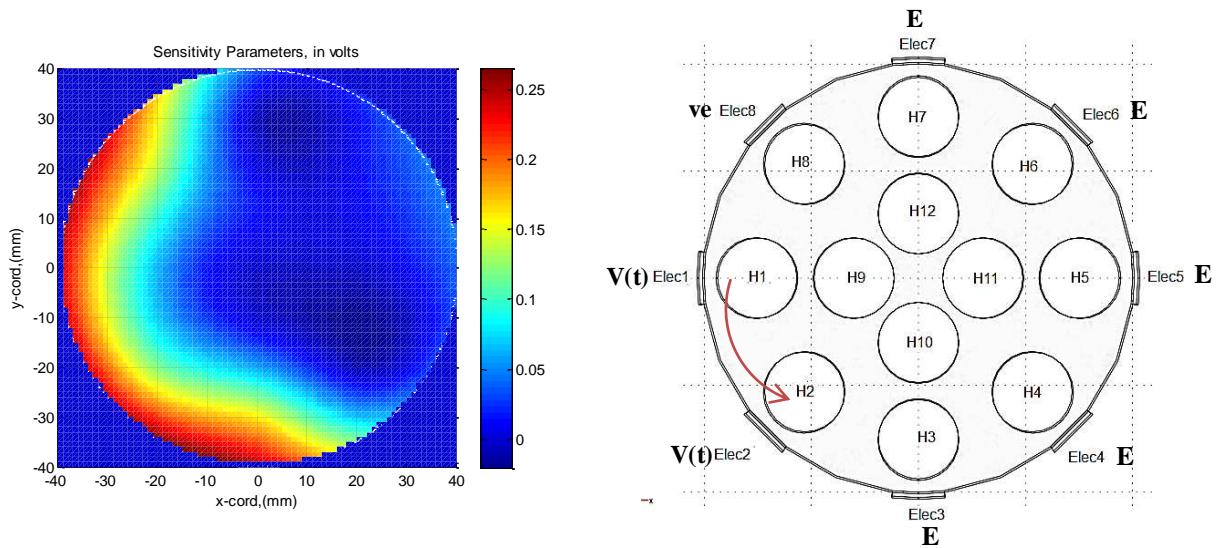 Sensitivity Parameters, in volts
40
30
20
10
0
-10
-20
-30
-40
-40 -30 -20 -10 0 10 20 30 40
x-cord,(mm)
y-cord,(mm)
0.25
0.2
0.15
0.1
0.05
0
E
Elec7
ve Elec8
Elec6 E
H7
H8
H6
H12
V(t) Elec1
H1
H9
H11
H5
Elec5 E
H10
H2
H4
H3
V(t) Elec2
Elec4 E
x
Elec3
E